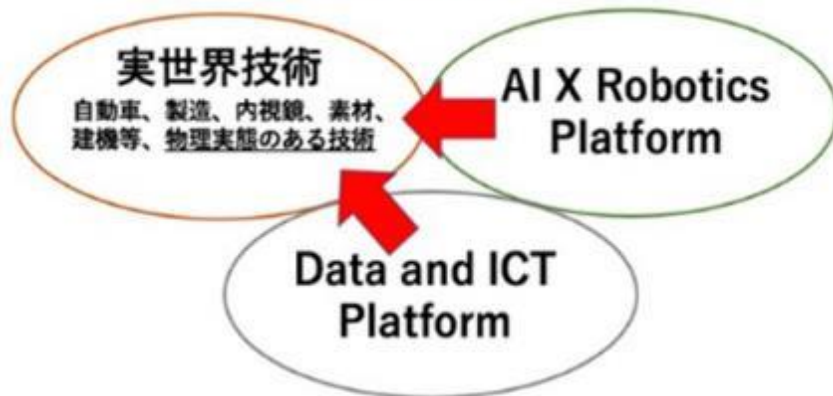 実世界技術
自動車、製造、内視鏡、素材、
建機等、物理実態のある技術
AI X Robotics
Platform
Data and ICT
Platform